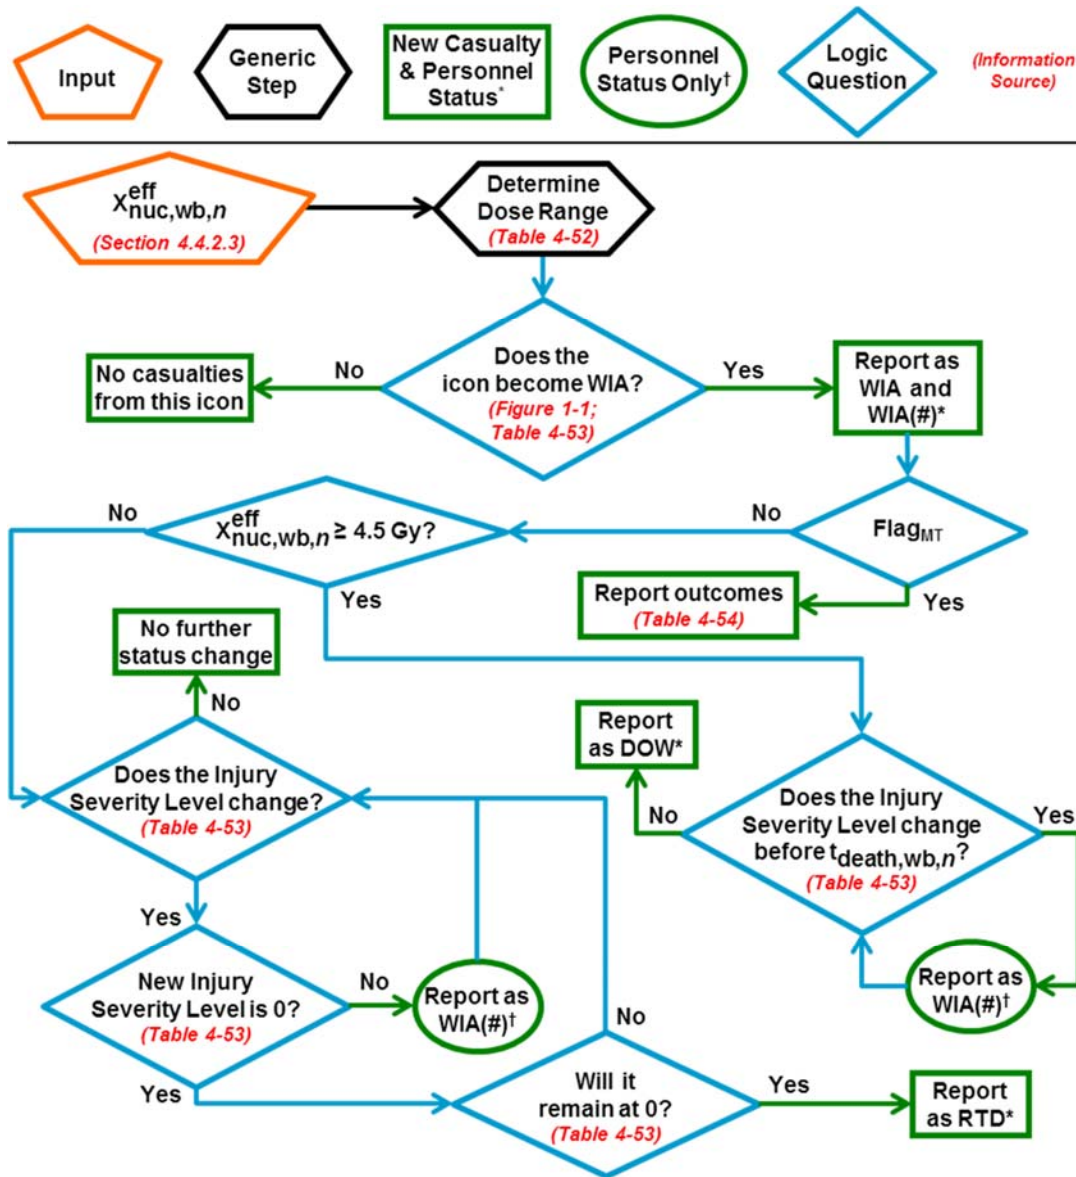 Input
Generic
Step
New Casualty
& Personnel
Status*
Personnel
Status Only†
Logic
Question
(Information
Source)
X^eff_nuc,wb,n
(Section 4.4.2.3)
Determine
Dose Range
(Table 4-52)
Does the
icon become WIA?
(Figure 1-1;
Table 4-53)
No
No casualties
from this icon
Yes
Report as
WIA and
WIA(#)*
Flag_MT
No
Yes
Report outcomes
(Table 4-54)
X^eff_nuc,wb,n ≥ 4.5 Gy?
No
Yes
No further
status change
No
Does the Injury
Severity Level change?
(Table 4-53)
Yes
Report
as DOW*
No
Does the Injury
Severity Level change
before t_death,wb,n?
(Table 4-53)
Yes
Report as
WIA(#)†
New Injury
Severity Level is 0?
(Table 4-53)
No
Report as
WIA(#)†
Yes
No
Will it
remain at 0?
(Table 4-53)
Yes
Report
as RTD*